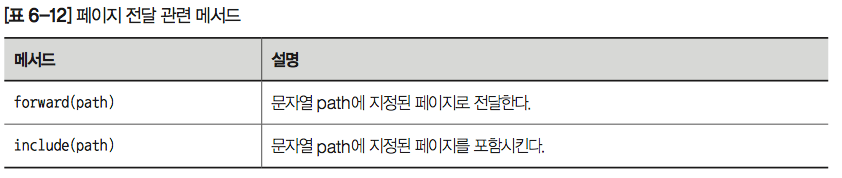 [표 6-12] 페이지 전달 관련 메서드
메서드 설명
forward(path) 문자열 path에 지정된 페이지로 전달한다.
include(path) 문자열 path에 지정된 페이지를 포함시킨다.